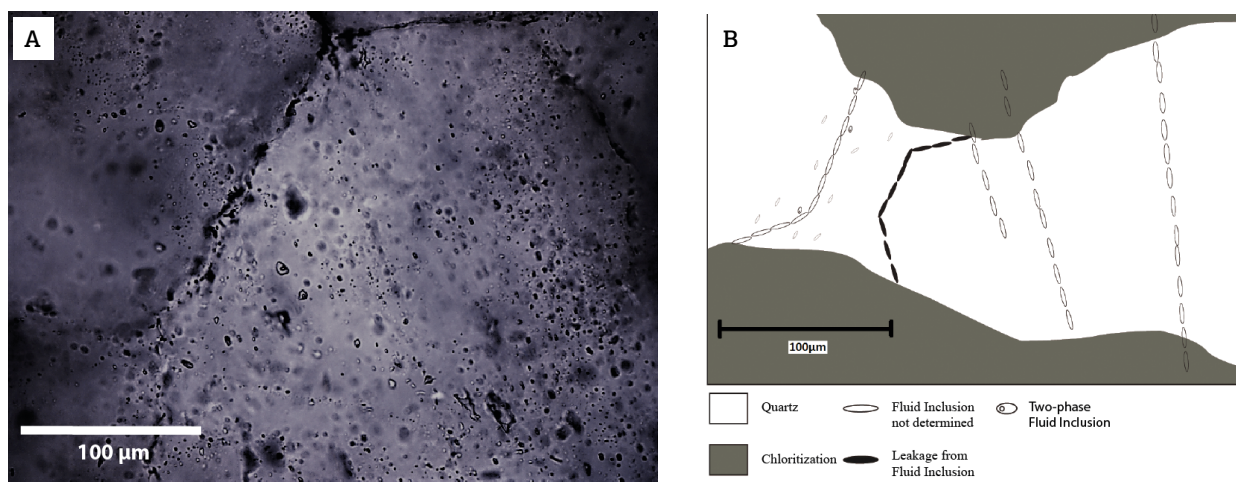 A
100 µm
B
100µm
Quartz
Fluid Inclusion
not determined
Two-phase
Fluid Inclusion
Chloritization
Leakage from
Fluid Inclusion